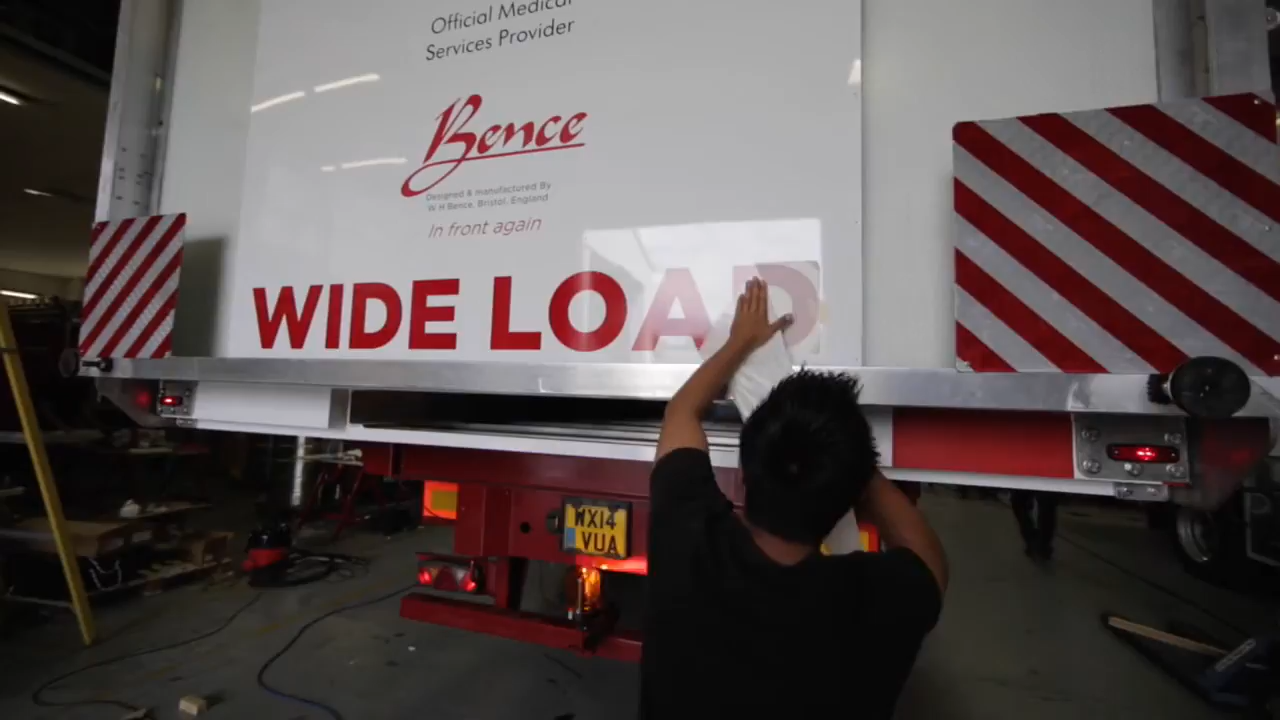 Official Medical
Services Provider
Bence
Designed & manufactured By
W H Bence, Bristol, England
In front again
WIDE LOAD
WX14
VUA